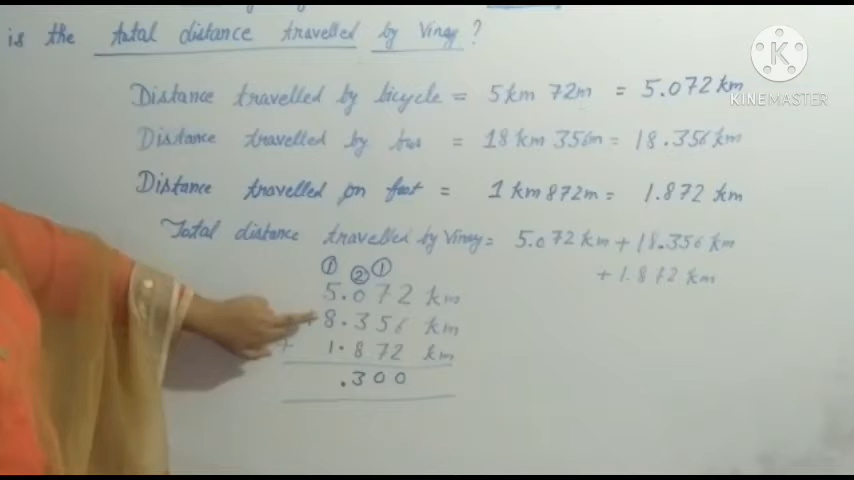 is the total distance travelled by Vinay?
KINEMASTER
Distance travelled by bicycle = 5 km 72m = 5.072 km
Distance travelled by bus = 18 km 356m = 18.356 km
Distance travelled on foot = 1 km 872m = 1.872 km
Total distance travelled by Vinay = 5.072 km + 18.356 km
+ 1.872 km
1 2 1
5.072 km
+ 8.356 km
+ 1.872 km
.300